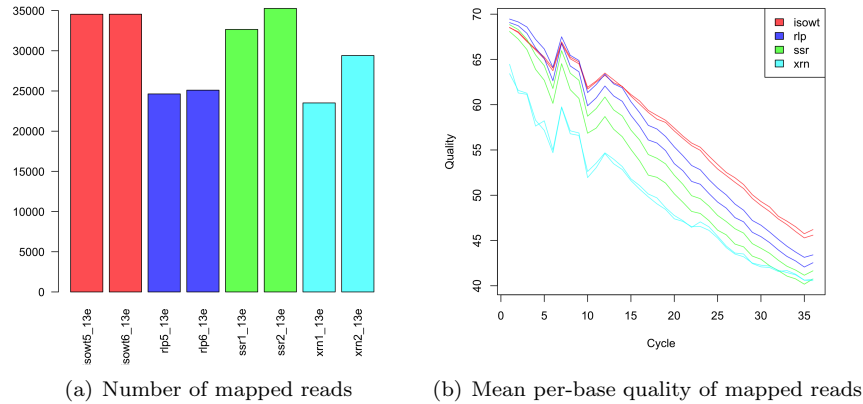 35000
30000
25000
20000
15000
10000
5000
0
isowt5_13e
isowt6_13e
rlp5_13e
rlp6_13e
ssr1_13e
ssr2_13e
xrn1_13e
xrn2_13e
(a) Number of mapped reads
70
65
60
55
50
45
40
Quality
0 5 10 15 20 25 30 35
Cycle
isowt
rlp
ssr
xrn
(b) Mean per-base quality of mapped reads